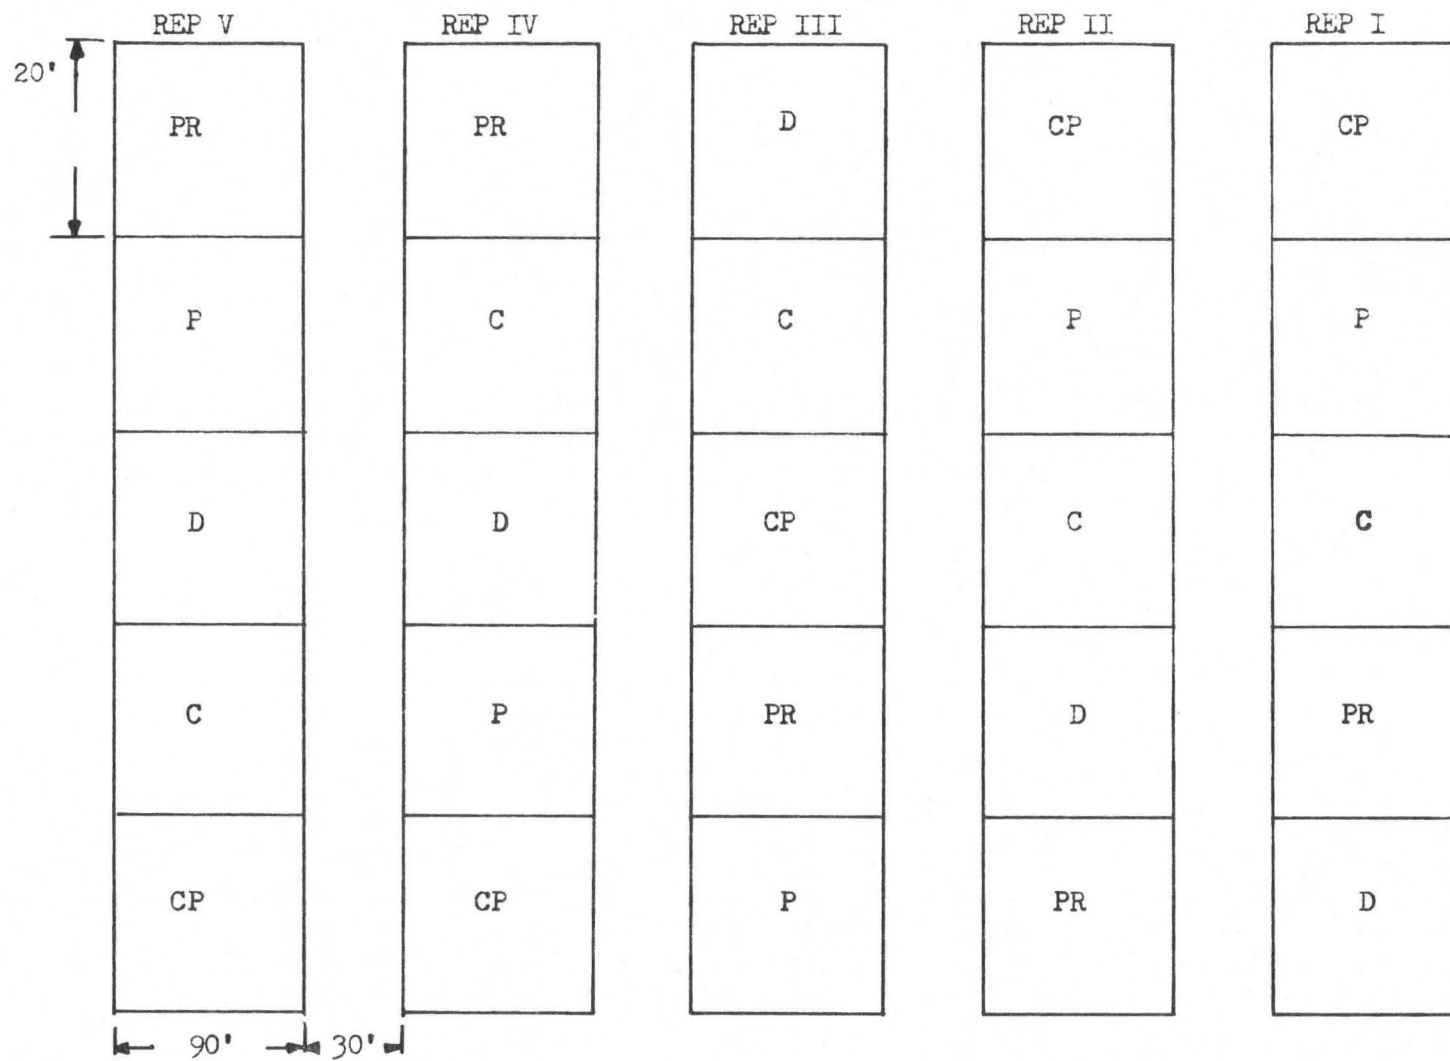 REP V REP IV REP III REP II REP I
20'
PR PR D CP CP
P C C P P
D D CP C C
C P PR D PR
CP CP P PR D
90' 30'